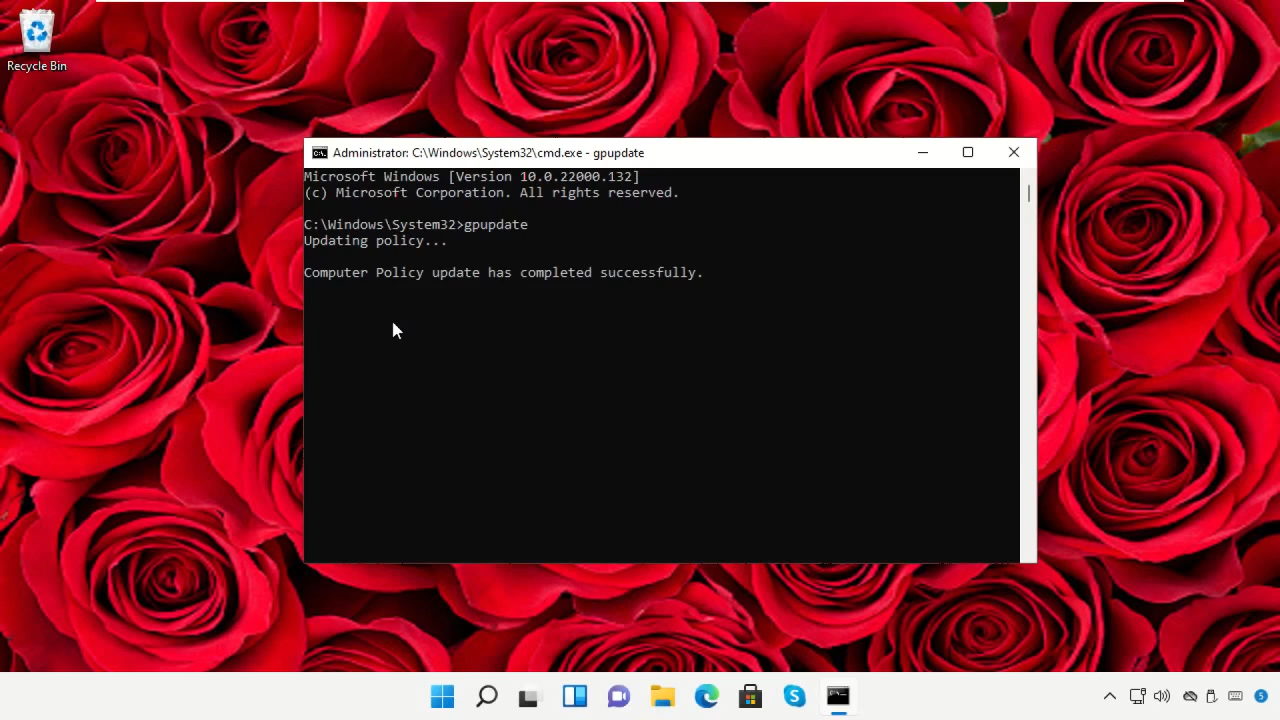 Recycle Bin
Administrator: C:\Windows\System32\cmd.exe - gpupdate
Microsoft Windows [Version 10.0.22000.132]
(c) Microsoft Corporation. All rights reserved.
C:\Windows\System32>gpupdate
Updating policy...
Computer Policy update has completed successfully.
5